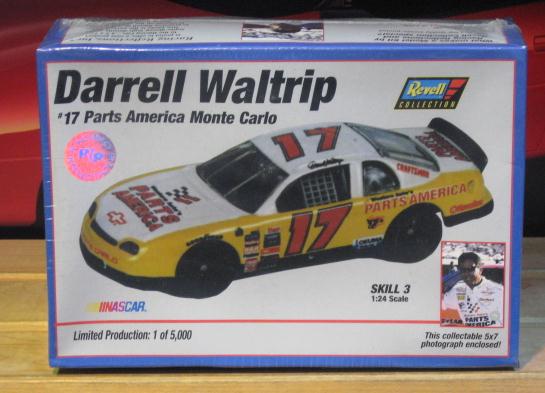 Darrell Waltrip
#17 Parts America Monte Carlo
Revell
COLLECTION
17
CRAFTSMAN
PARTS AMERICA
PARTS
AMERICA
17
SKILL 3
1:24 Scale
NASCAR.
Limited Production: 1 of 5,000
This collectable 5x7
photograph enclosed!